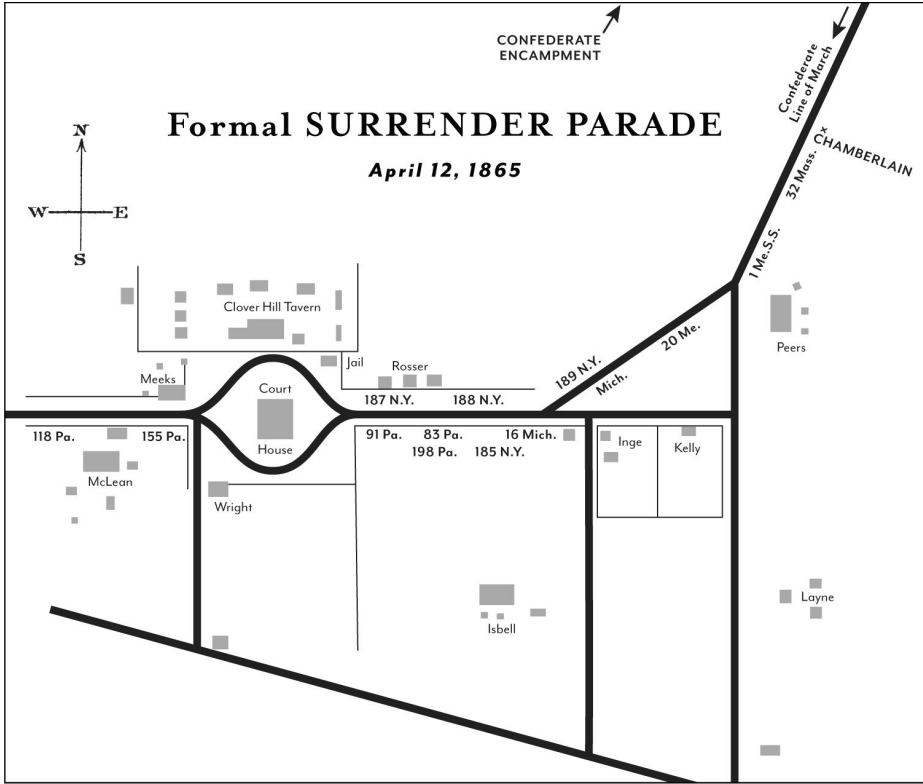 CONFEDERATE
ENCAMPMENT
Confederate
Line of March
Formal SURRENDER PARADE
April 12, 1865
x
CHAMBERLAIN
32 Mass.
N
W E
S
1 Me.S.S.
Clover Hill Tavern
Peers
20 Me.
Jail
Rosser
189 N.Y.
Mich.
Meeks
Court
House
187 N.Y.
188 N.Y.
118 Pa.
155 Pa.
91 Pa.
83 Pa.
16 Mich.
198 Pa.
185 N.Y.
Inge
Kelly
McLean
Wright
Layne
Isbell